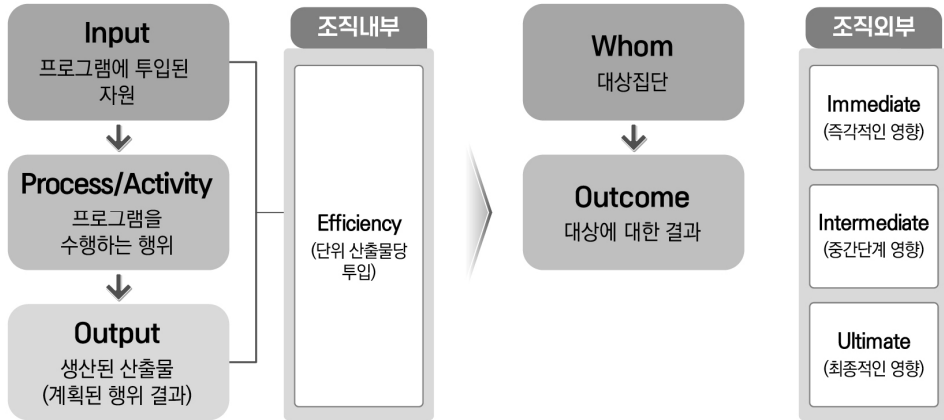 Input
프로그램에 투입된
자원
Process/Activity
프로그램을
수행하는 행위
Output
생산된 산출물
(계획된 행위 결과)
조직내부
Efficiency
(단위 산출물당
투입)
Whom
대상집단
Outcome
대상에 대한 결과
조직외부
Immediate
(즉각적인 영향)
Intermediate
(중간단계 영향)
Ultimate
(최종적인 영향)